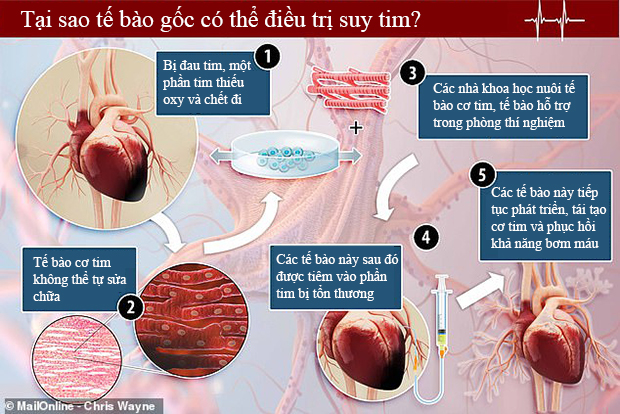 Tại sao tế bào gốc có thể điều trị suy tim?
1
Bị đau tim, một
phần tim thiếu
oxy và chết đi
2
Tế bào cơ tim
không thể tự sửa
chữa
3
Các nhà khoa học nuôi tế
bào cơ tim, tế bào hỗ trợ
trong phòng thí nghiệm
+
4
Các tế bào này sau đó
được tiêm vào phần
tim bị tổn thương
5
Các tế bào này tiếp
tục phát triển, tái tạo
cơ tim và phục hồi
khả năng bơm máu
© MailOnline - Chris Wayne